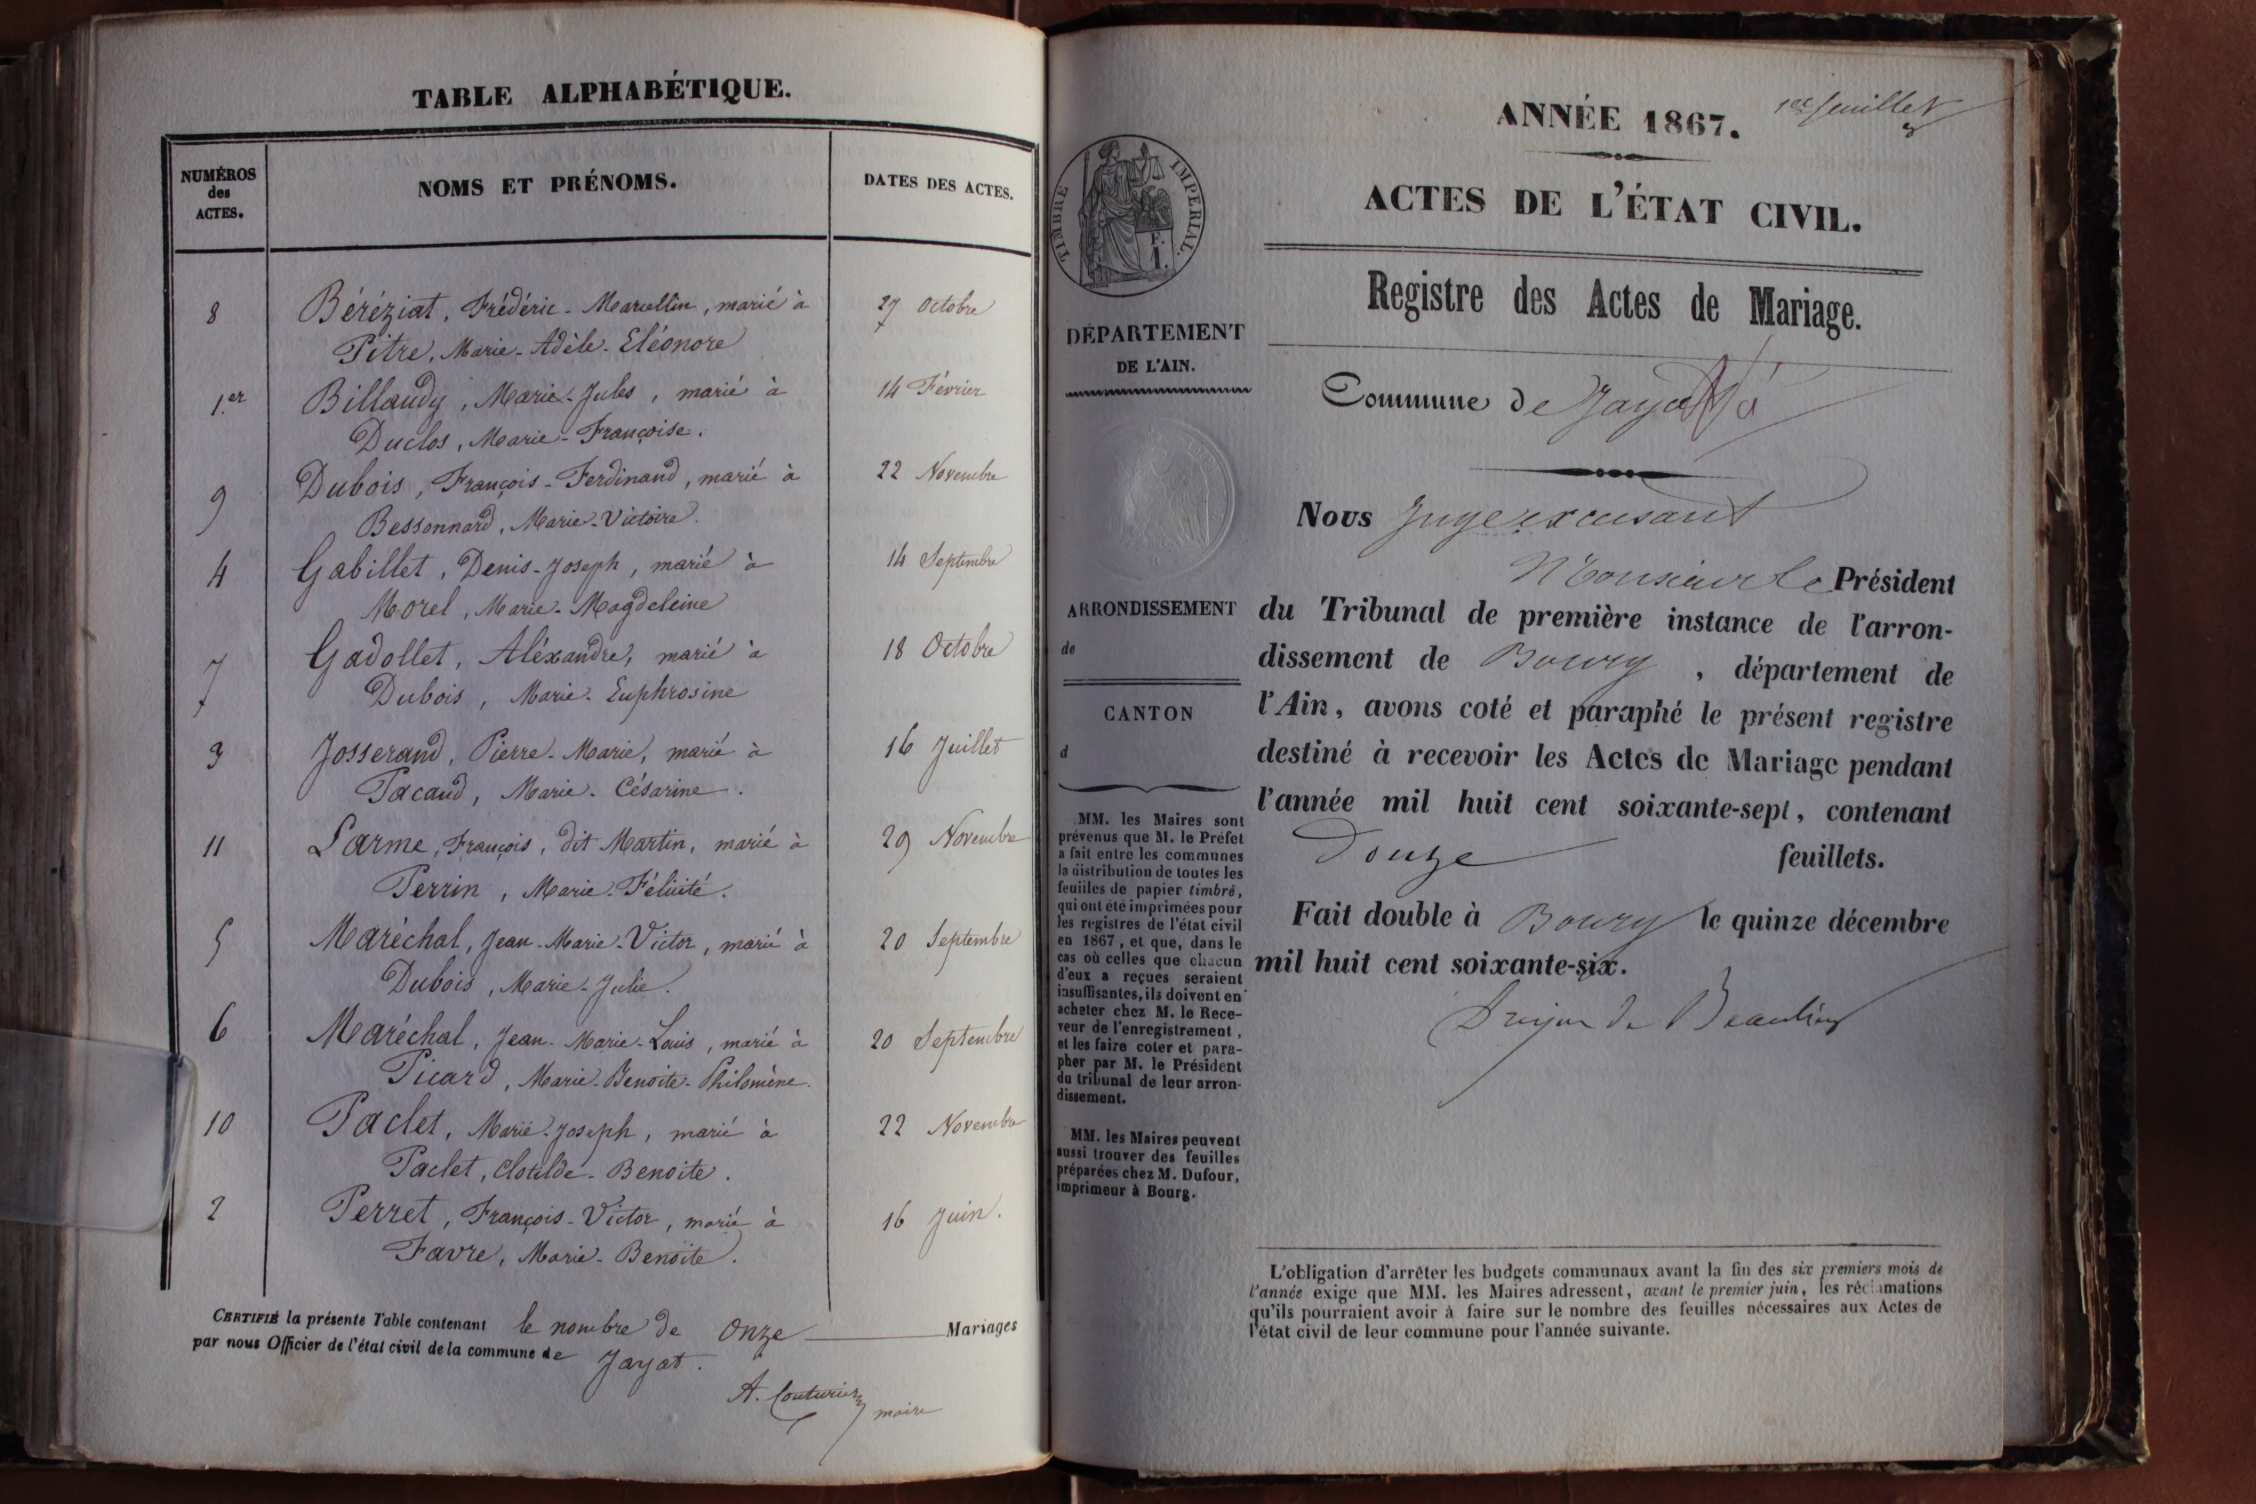 TABLE ALPHABÉTIQUE.
NUMÉROS
des
ACTES.
NOMS ET PRÉNOMS.
DATES DES ACTES.
8 Béréziat, Frédéric-Marcellin, marié à 27 Octobre
Pitre, Marie-Adèle-Eléonore
1.er Billaudy, Marie-Jules, marié à 14 Février
Duclos, Marie-Françoise.
9 Dubois, François-Ferdinand, marié à 22 Novembre
Bessonnard, Marie-Victoire.
4 Gabillet, Denis-Joseph, marié à 14 Septembre
Morel, Marie-Magdeleine
7 Gadollet, Aléxandre, marié à 18 Octobre
Dubois, Marie-Euphrosine
3 Josserand, Pierre-Marie, marié à 16 Juillet
Pacaud, Marie-Césarine.
11 Larme, François, dit Martin, marié à 29 Novembre
Perrin, Marie-Félicité.
5 Maréchal, Jean-Marie-Victor, marié à 20 Septembre
Dubois, Marie-Julie.
6 Maréchal, Jean-Marie-Louis, marié à 20 Septembre
Picard, Marie-Benoite-Philomène.
10 Paclet, Marie-Joseph, marié à 22 Novembre
Paclet, Clotilde-Benoite.
2 Perret, François-Victor, marié à 16 Juin.
Favre, Marie-Benoite.
CERTIFIÉ la présente Table contenant le nombre de Onze Mariages
par nous Officier de l'état civil de la commune de Jayat.
A. Couturier
maire
1er feuillet
ANNÉE 1867.
ACTES DE L'ÉTAT CIVIL.
Registre des Actes de Mariage.
TIMBRE IMPÉRIAL.
F.
1.
DÉPARTEMENT
DE L'AIN.
ARRONDISSEMENT
de
CANTON
d
MM. les Maires sont
prévenus que M. le Préfet
a fait entre les communes
la distribution de toutes les
feuilles de papier timbré,
qui ont été imprimées pour
les registres de l'état civil
en 1867, et que, dans le
cas où celles que chacun
d'eux a reçues seraient
insuffisantes, ils doivent en
acheter chez M. le Rece-
veur de l'enregistrement,
et les faire coter et para-
pher par M. le Président
du tribunal de leur arron-
dissement.
MM. les Maires peuvent
aussi trouver des feuilles
préparées chez M. Dufour,
imprimeur à Bourg.
Commune de Jayat
Nous Juge excusant
Monsieur le Président
du Tribunal de première instance de l'arron-
dissement de Bourg, département de
l'Ain, avons coté et paraphé le présent registre
destiné à recevoir les Actes de Mariage pendant
l'année mil huit cent soixante-sept, contenant
Douze feuillets.
Fait double à Bourg le quinze décembre
mil huit cent soixante-six.
de Beaulieu
L'obligation d'arrêter les budgets communaux avant la fin des six premiers mois de
l'année exige que MM. les Maires adressent, avant le premier juin, les réclamations
qu'ils pourraient avoir à faire sur le nombre des feuilles nécessaires aux Actes de
l'état civil de leur commune pour l'année suivante.